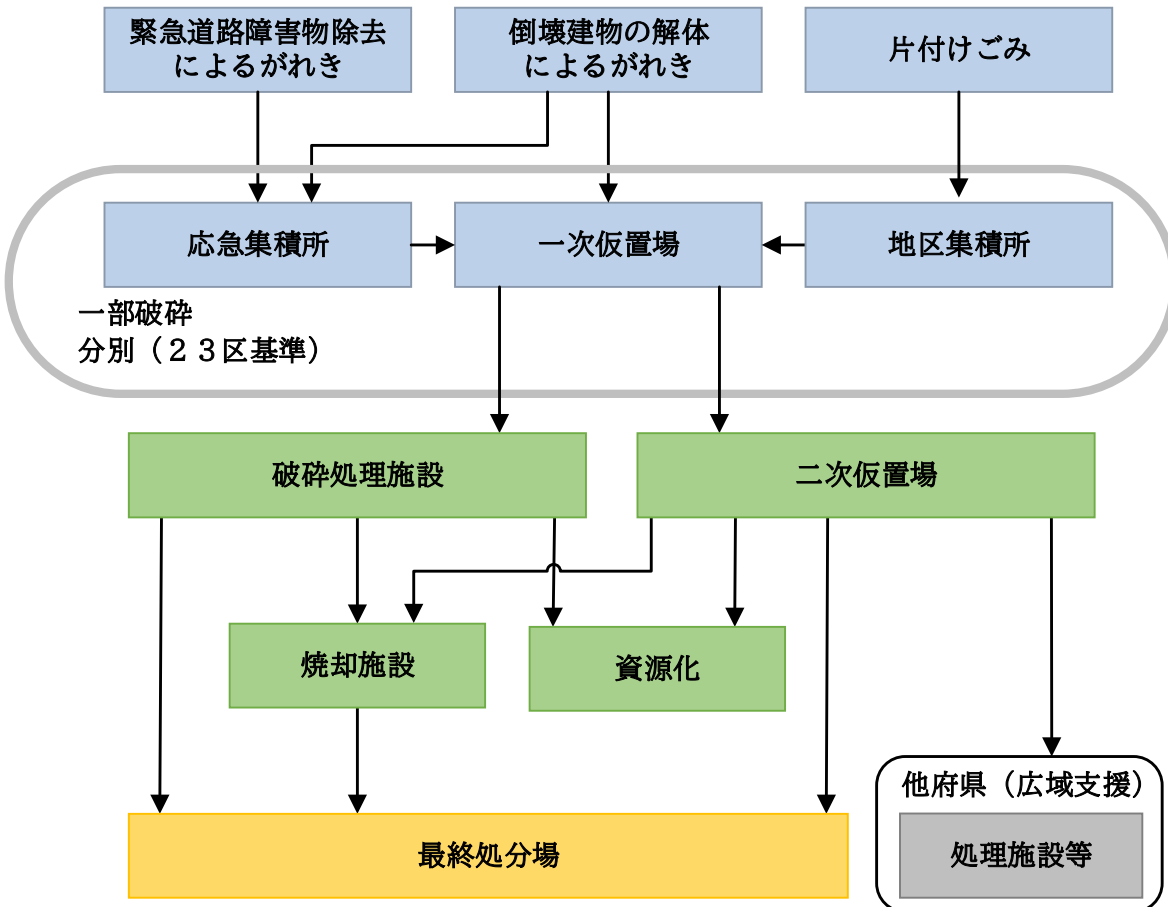 緊急道路障害物除去
によるがれき
倒壊建物の解体
によるがれき
片付けごみ
応急集積所
一次仮置場
地区集積所
一部破砕
分別（２３区基準）
破砕処理施設
二次仮置場
焼却施設
資源化
他府県（広域支援）
処理施設等
最終処分場